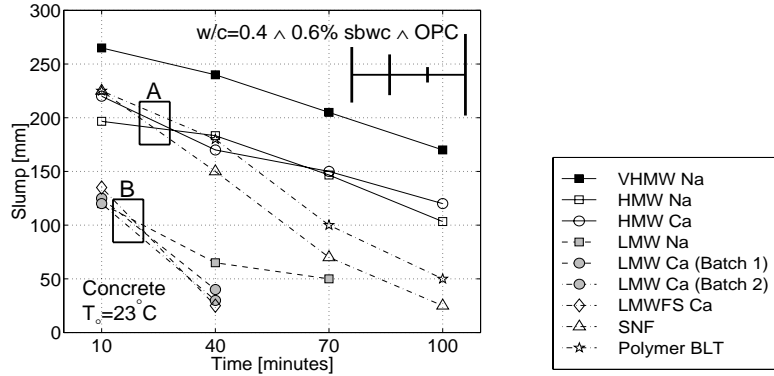 w/c=0.4 ∧ 0.6% sbwc ∧ OPC
300
250
200
150
100
50
0
Slump [mm]
A
B
Concrete
T₀=23°C
10 40 70 100
Time [minutes]
VHMW Na
HMW Na
HMW Ca
LMW Na
LMW Ca (Batch 1)
LMW Ca (Batch 2)
LMWFS Ca
SNF
Polymer BLT